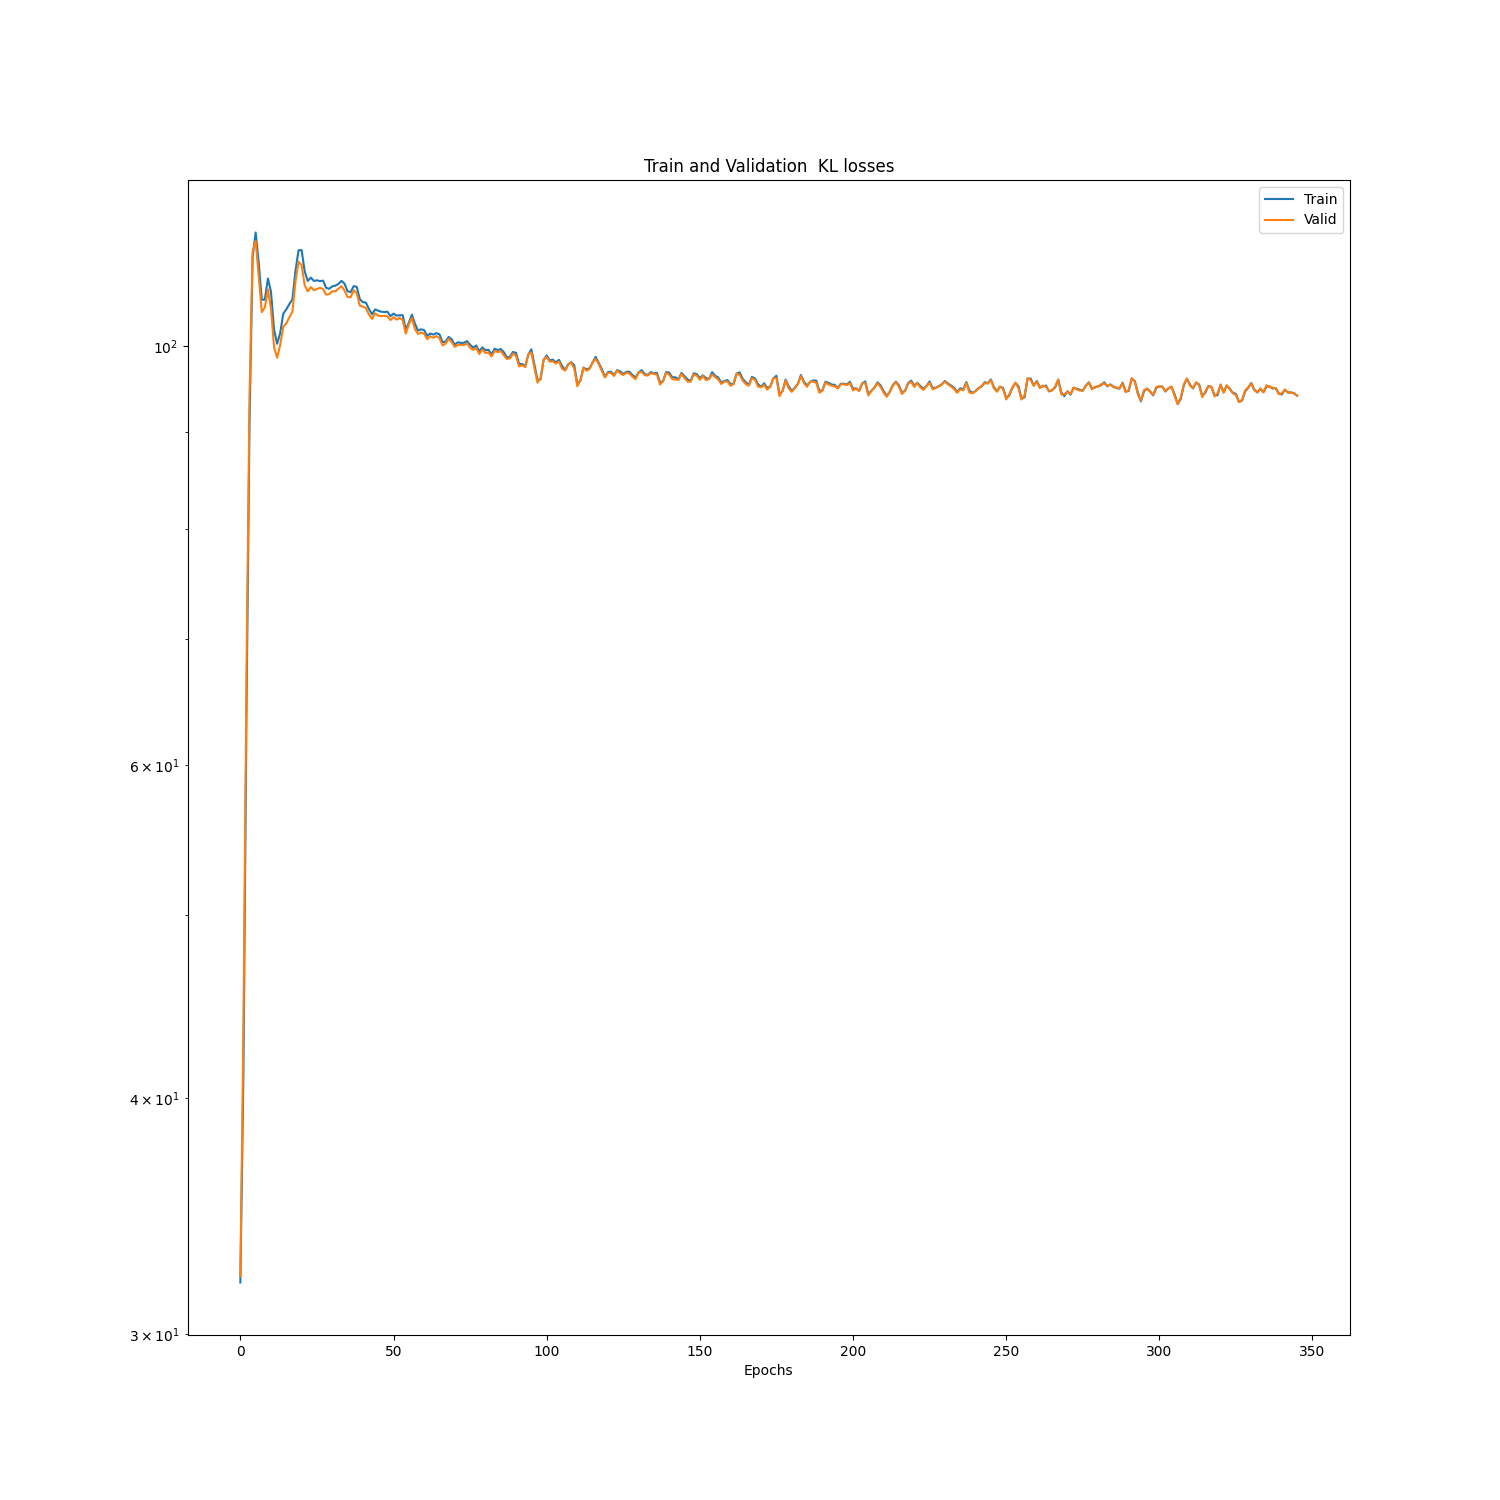 Train and Validation  KL losses
Train
Valid
10²
6 × 10¹
4 × 10¹
3 × 10¹
0 50 100 150 200 250 300 350
Epochs